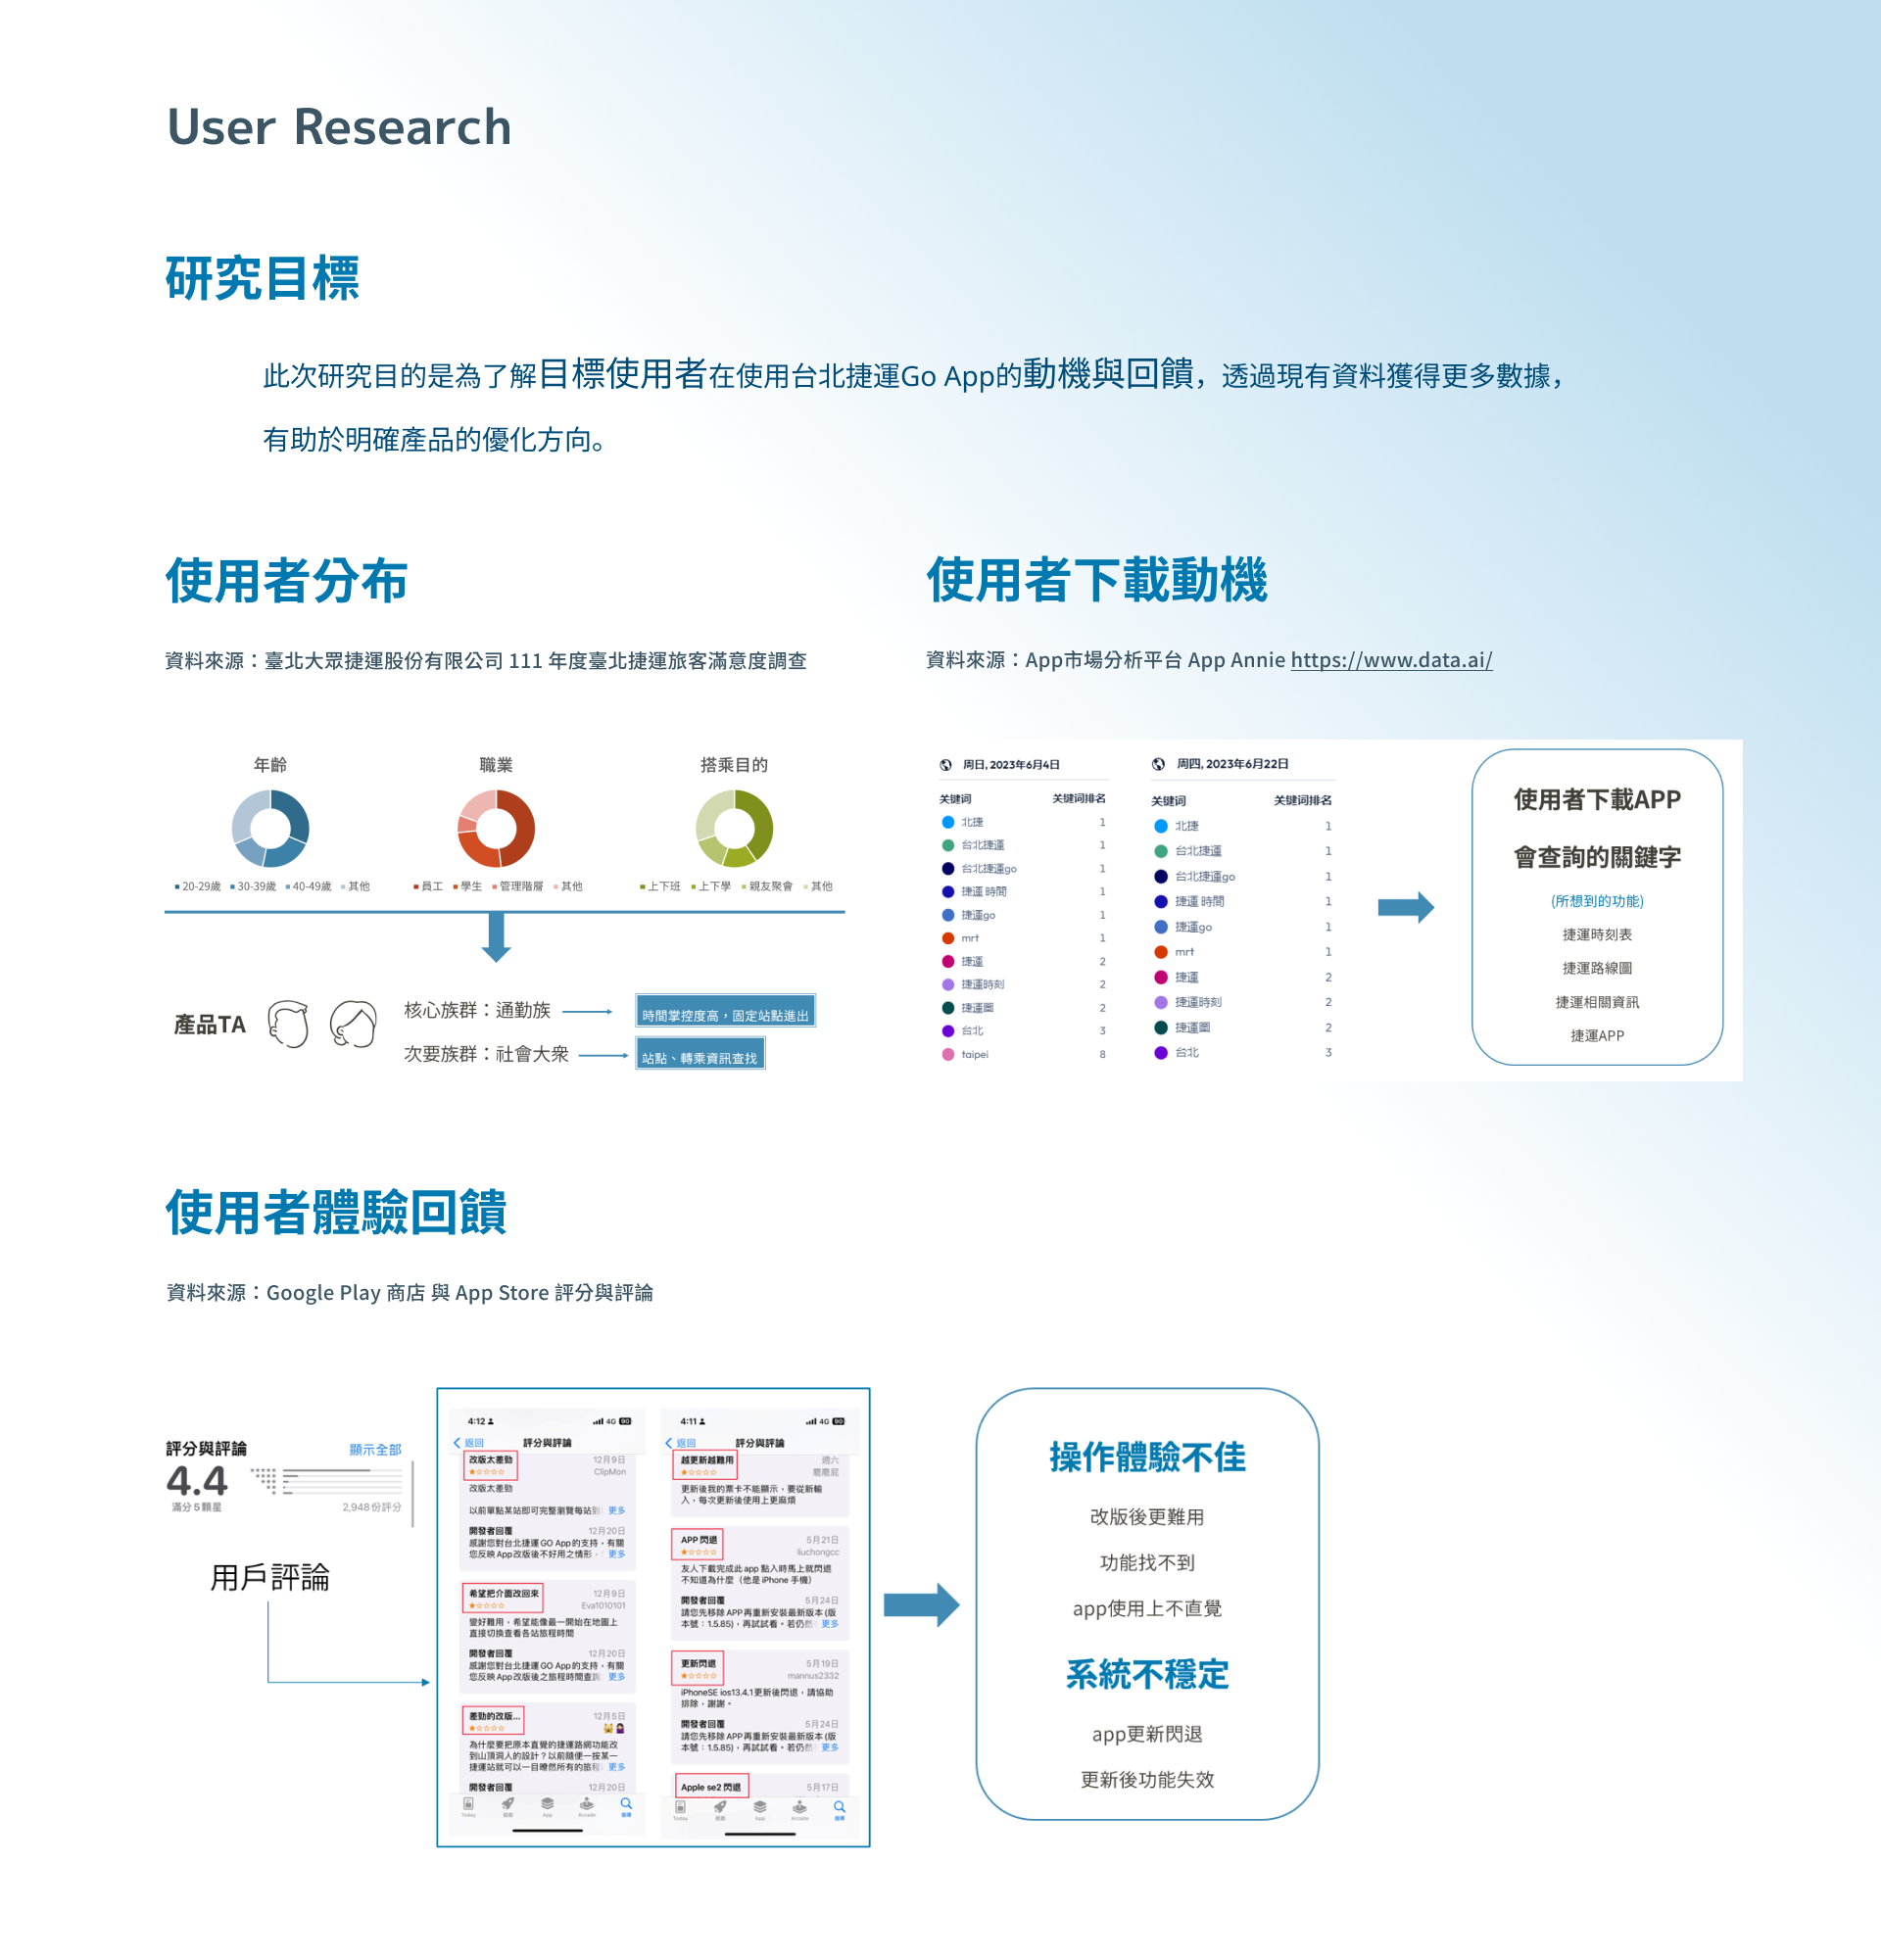 User Research
研究目標
此次研究目的是為了解目標使用者在使用台北捷運Go App的動機與回饋，透過現有資料獲得更多數據，
有助於明確產品的優化方向。
使用者分布
資料來源：臺北大眾捷運股份有限公司 111 年度臺北捷運旅客滿意度調查
年齡
20-29歲 30-39歲 40-49歲 其他
職業
員工 學生 管理階層 其他
搭乘目的
上下班 上下學 親友聚會 其他
產品TA
核心族群：通勤族
時間掌控度高，固定站點進出
次要族群：社會大眾
站點、轉乘資訊查找
使用者下載動機
資料來源：App市場分析平台 App Annie https://www.data.ai/
周日, 2023年6月4日
关键词 关键词排名
北捷 1
台北捷運 1
台北捷運go 1
捷運 時間 1
捷運go 1
mrt 1
捷運 2
捷運時刻 2
捷運圖 2
台北 3
taipei 8
周四, 2023年6月22日
关键词 关键词排名
北捷 1
台北捷運 1
台北捷運go 1
捷運 時間 1
捷運go 1
mrt 1
捷運 2
捷運時刻 2
捷運圖 2
台北 3
使用者下載APP
會查詢的關鍵字
(所想到的功能)
捷運時刻表
捷運路線圖
捷運相關資訊
捷運APP
使用者體驗回饋
資料來源：Google Play 商店 與 App Store 評分與評論
評分與評論 顯示全部
4.4
滿分 5 顆星 2,948 份評分
用戶評論
4:12 4G 90
返回 評分與評論
改版太差勁 12月9日
★☆☆☆☆ ClipMon
改版太差勁
以前單點某站即可完整瀏覽每站到 更多
開發者回覆 12月20日
感謝您對台北捷運 GO App 的支持，有關
您反映 App 改版後不好用之情形， 更多
希望把介面改回來 12月9日
★☆☆☆☆ Eva1010101
變好難用，希望能像最一開始在地圖上
直接切換查看各站旅程時間
開發者回覆 12月20日
感謝您對台北捷運 GO App 的支持，有關
您反映 App 改版後之旅程時間查詢 更多
差勁的改版... 12月5日
★☆☆☆☆
為什麼要把原本直覺的捷運路網功能改
到山頂洞人的設計？以前隨便一按某一
捷運站就可以一目瞭然所有的旅程 更多
開發者回覆 12月20日
Today App Arcade 搜尋
4:11 4G 90
返回 評分與評論
越更新越難用 週六
★☆☆☆☆
更新後我的票卡不能顯示，要從新輸
入，每次更新後使用上更麻煩
APP 閃退 5月21日
★☆☆☆☆ liuchongcc
友人下載完成此 app 點入時馬上就閃退
不知道為什麼（他是 iPhone 手機）
開發者回覆 5月24日
請您先移除 APP 再重新安裝最新版本 (版
本號：1.5.85)，再試試看。若仍然 更多
更新閃退 5月19日
★☆☆☆☆ mannus2332
iPhoneSE ios13.4.1更新後閃退，請協助
排除，謝謝。
開發者回覆 5月24日
請您先移除 APP 再重新安裝最新版本 (版
本號：1.5.85)，再試試看。若仍然 更多
Apple se2 閃退 5月17日
Today App Arcade 搜尋
操作體驗不佳
改版後更難用
功能找不到
app使用上不直覺
系統不穩定
app更新閃退
更新後功能失效